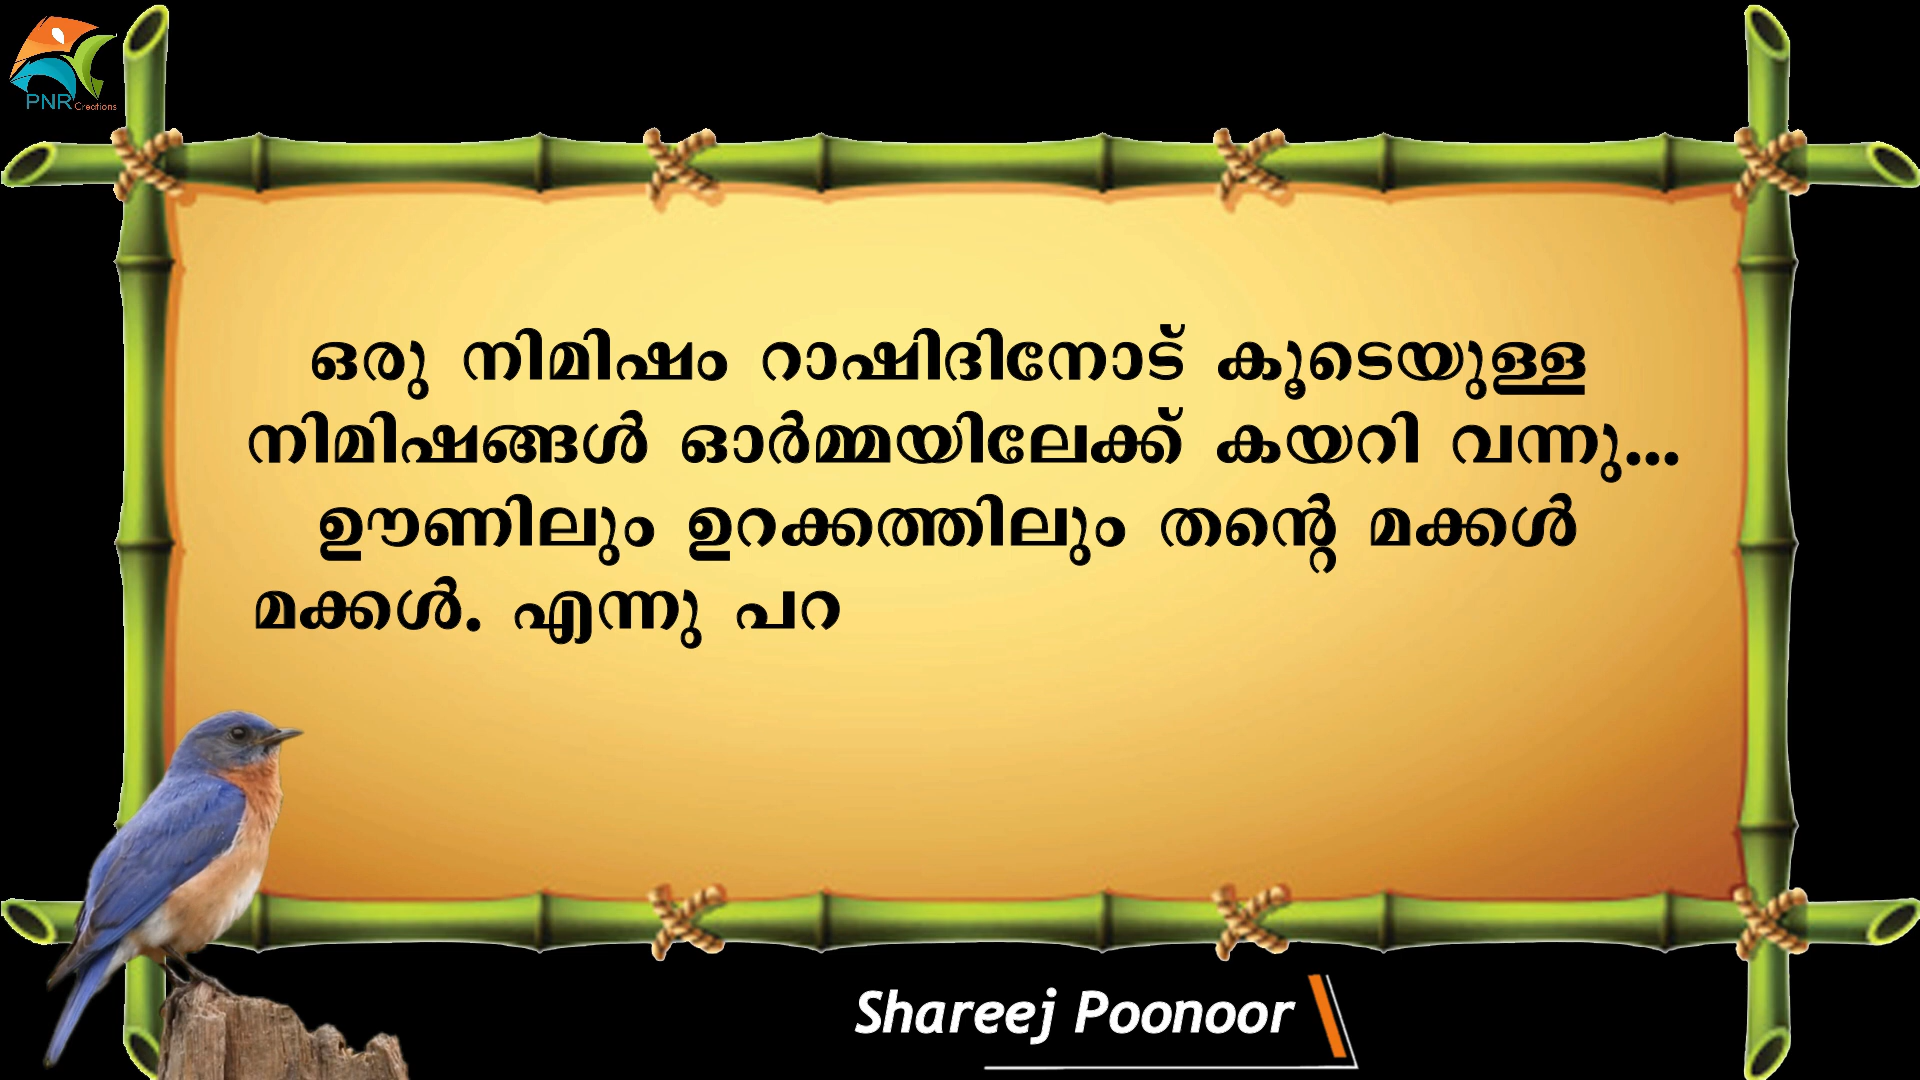 PNR Creations
ഒരു നിമിഷം റാഷിദിനോട് കൂടെയുള്ള
നിമിഷങ്ങൾ ഓർമ്മയിലേക്ക് കയറി വന്നു...
ഊണിലും ഉറക്കത്തിലും തന്റെ മക്കൾ
മക്കൾ. എന്നു പറ
Shareej Poonoor